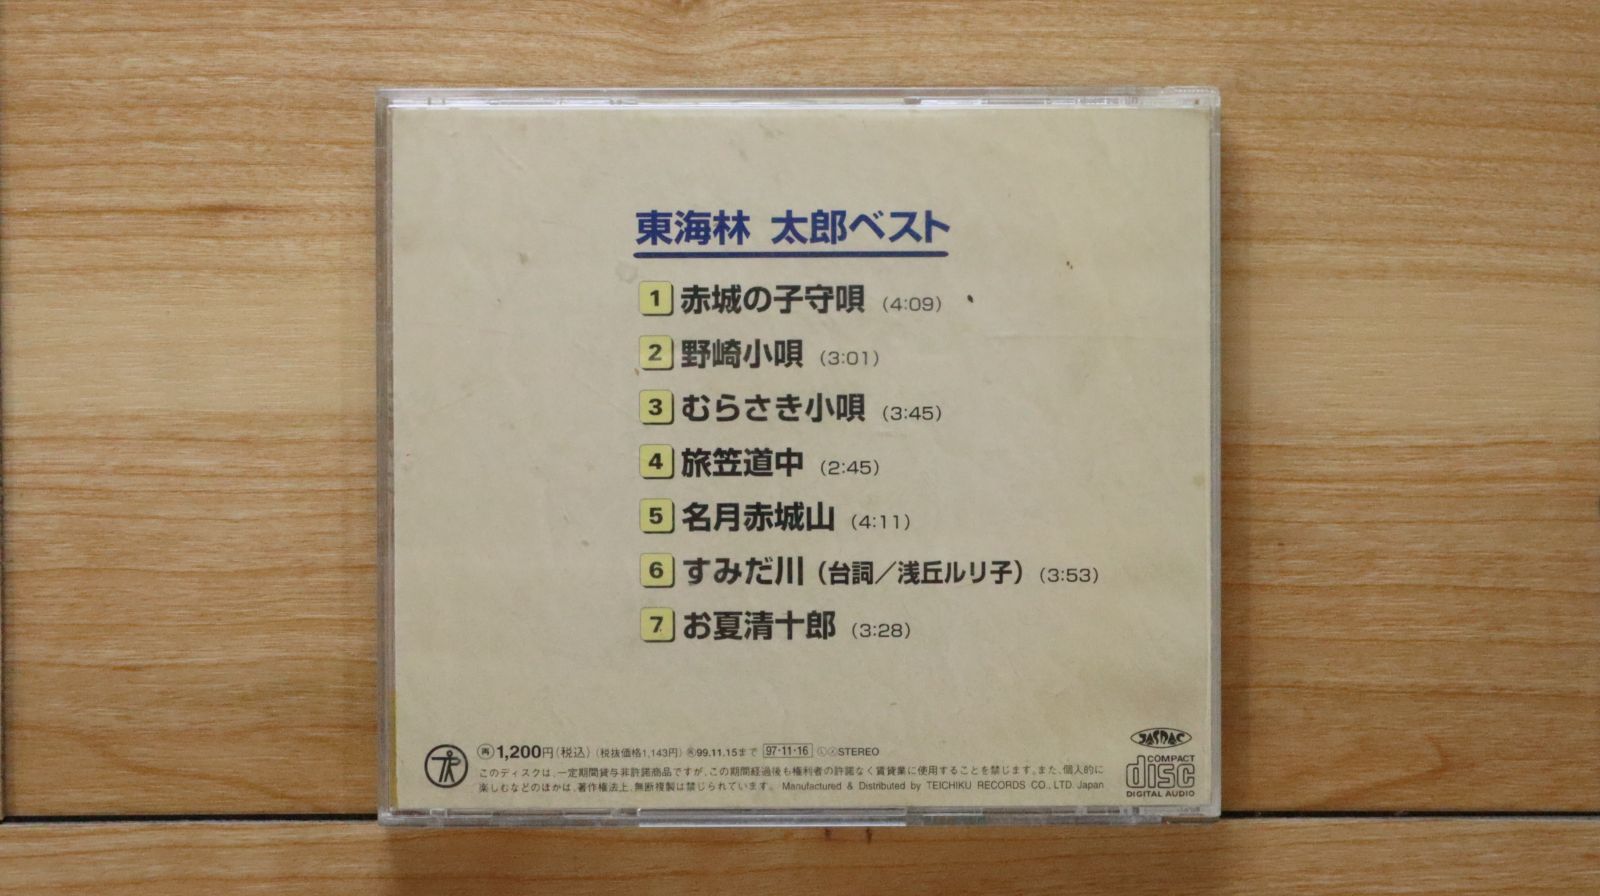 東海林 太郎ベスト
1 赤城の子守唄 (4:09)
2 野崎小唄 (3:01)
3 むらさき小唄 (3:45)
4 旅笠道中 (2:45)
5 名月赤城山 (4:11)
6 すみだ川 (台詞/浅丘ルリ子) (3:53)
7 お夏清十郎 (3:28)
再 1,200円(税込) (税抜価格1,143円) 99.11.15まで 97・11・16 STEREO
このディスクは、一定期間貸与非許諾商品ですが、この期間経過後も権利者の許諾なく賃貸業に使用することを禁じます。また、個人的に
楽しむなどのほかは、著作権法上、無断複製は禁じられています。 Manufactured & Distributed by TEICHIKU RECORDS CO., LTD. Japan
JASRAC
COMPACT
disc
DIGITAL AUDIO